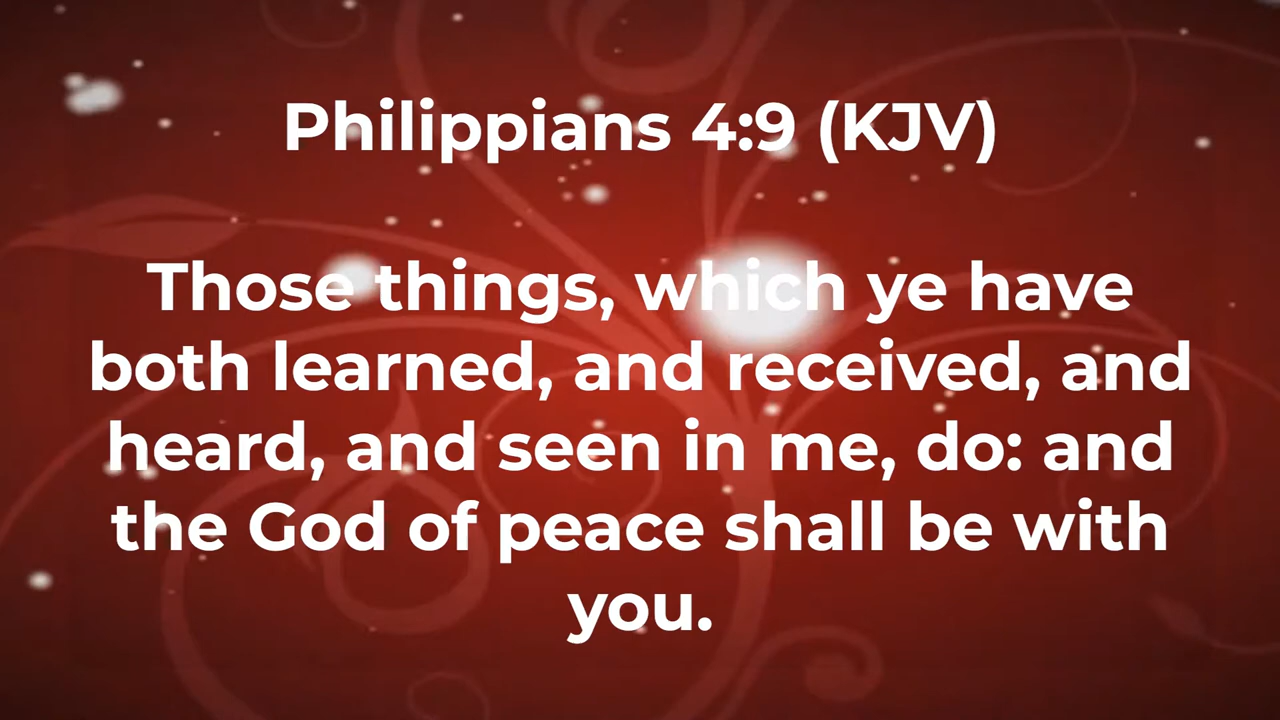 Philippians 4:9 (KJV)
Those things, which ye have
both learned, and received, and
heard, and seen in me, do: and
the God of peace shall be with
you.